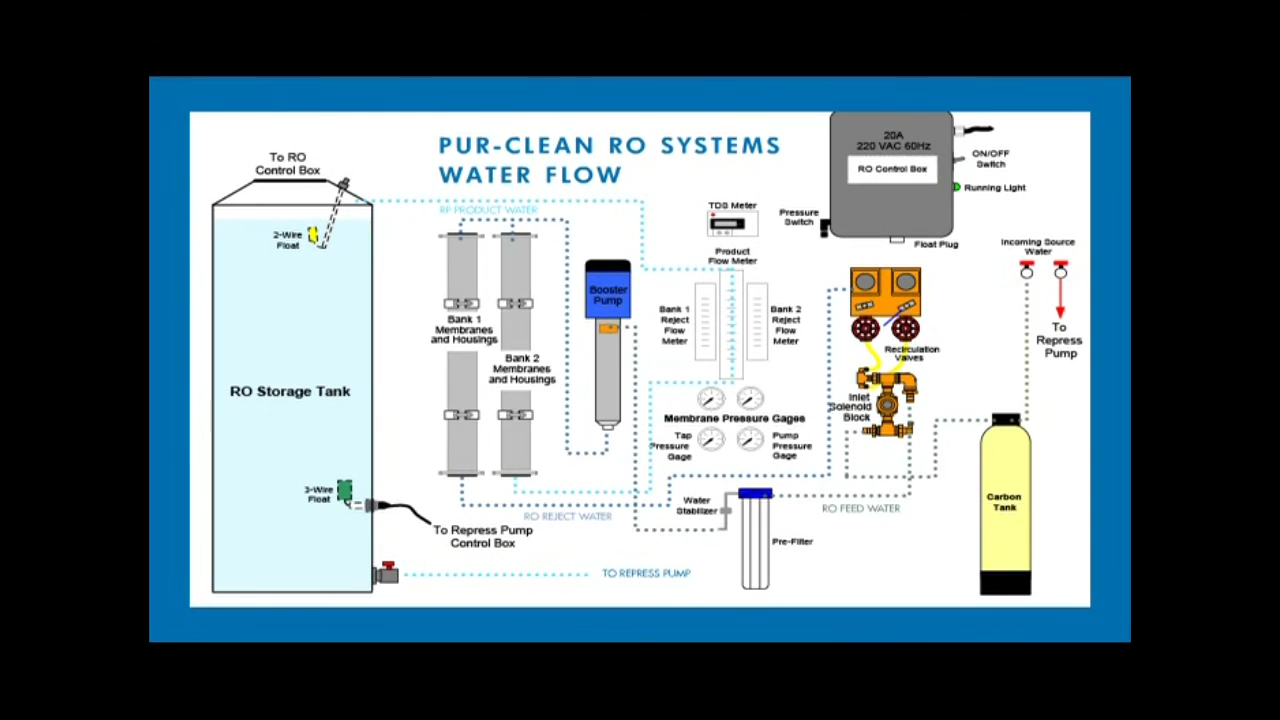 PUR-CLEAN RO SYSTEMS
WATER FLOW
To RO
Control Box
2-Wire
Float
RO Storage Tank
3-Wire
Float
To Repress Pump
Control Box
TO REPRESS PUMP
RP PRODUCT WATER
Bank 1
Membranes
and Housings
Bank 2
Membranes
and Housings
RO REJECT WATER
Booster
Pump
TDS Meter
Product
Flow Meter
Bank 1
Reject
Flow
Meter
Bank 2
Reject
Flow
Meter
Membrane Pressure Gages
Tap
Pressure
Gage
Pump
Pressure
Gage
Water
Stabilizer
Pre-Filter
RO FEED WATER
20A
220 VAC 60Hz
RO Control Box
ON/OFF
Switch
Running Light
Pressure
Switch
Float Plug
Recirculation
Valves
Inlet
Solenoid
Block
Incoming Source
Water
To
Repress
Pump
Carbon
Tank